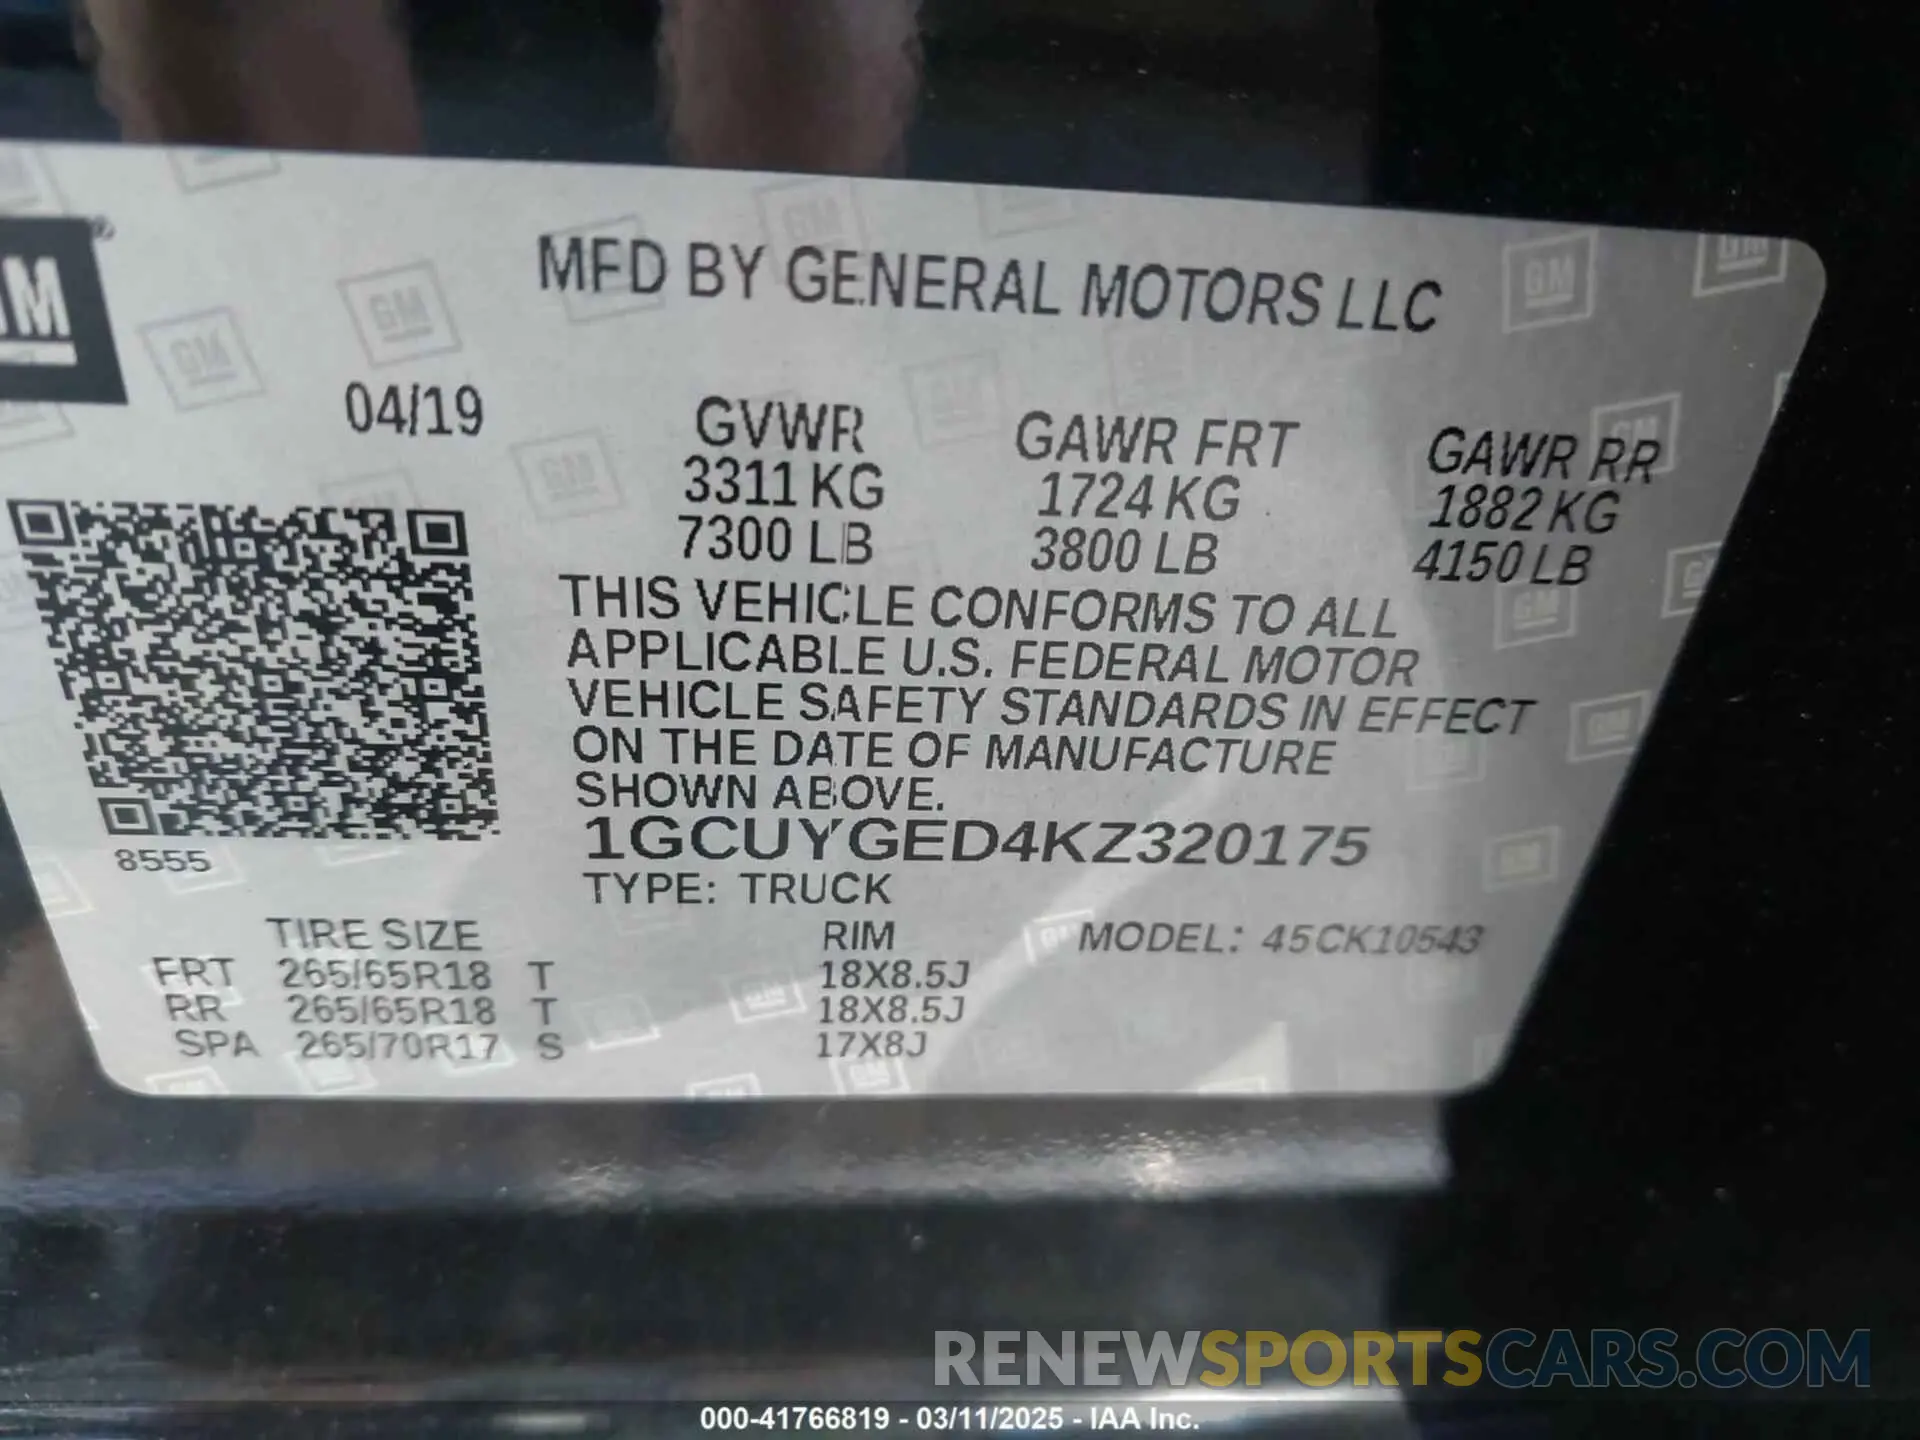 MFD BY GENERAL MOTORS LLC
GM
04/19
GVWR GAWR FRT GAWR RR
3311 KG 1724 KG 1882 KG
7300 LB 3800 LB 4150 LB
THIS VEHICLE CONFORMS TO ALL
APPLICABLE U.S. FEDERAL MOTOR
VEHICLE SAFETY STANDARDS IN EFFECT
ON THE DATE OF MANUFACTURE
SHOWN ABOVE.
1GCUYGED4KZ320175
8555
TYPE: TRUCK
TIRE SIZE RIM MODEL: 45CK10543
FRT 265/65R18 T 18X8.5J
RR 265/65R18 T 18X8.5J
SPA 265/70R17 S 17X8J
RENEWSPORTSCARS.COM
000-41766819 - 03/11/2025 - IAA Inc.